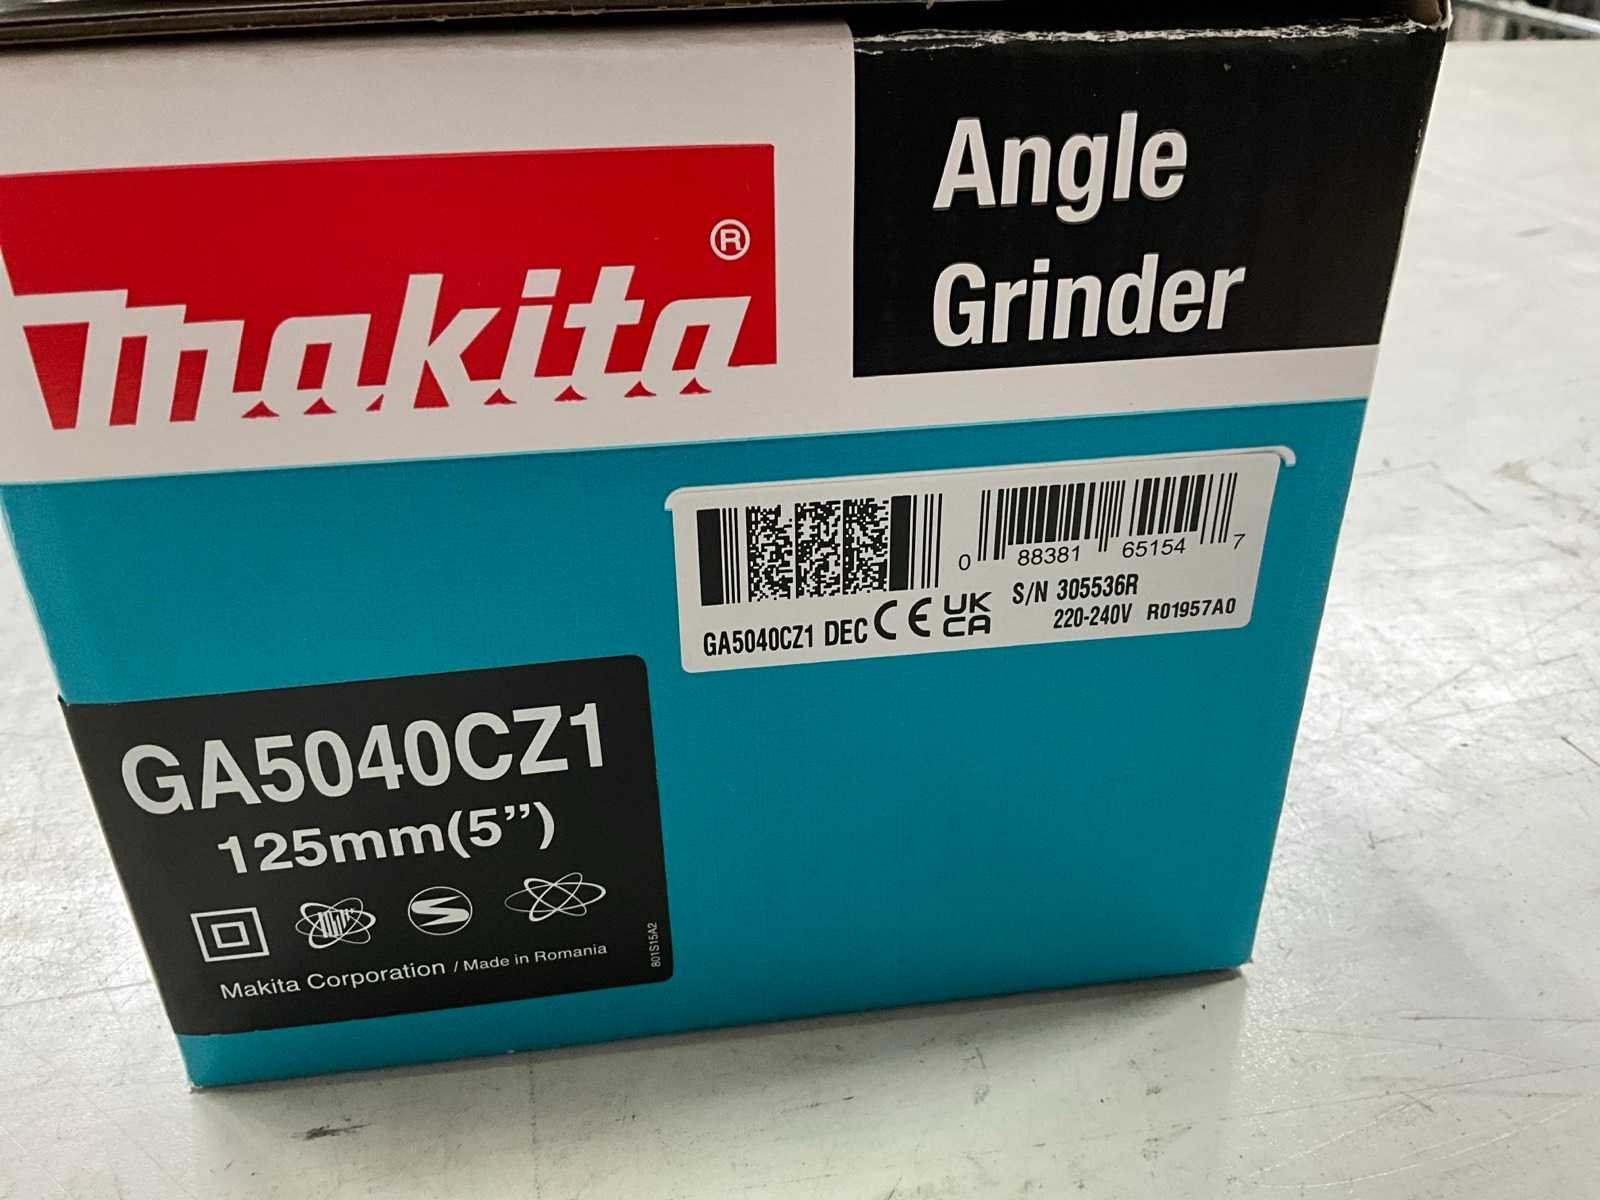 Makita®
Angle
Grinder
0 88381 65154 7
S/N 305536R
GA5040CZ1 DEC CE UK CA 220-240V R01957A0
GA5040CZ1
125mm(5”)
Makita Corporation / Made in Romania
801S15A2